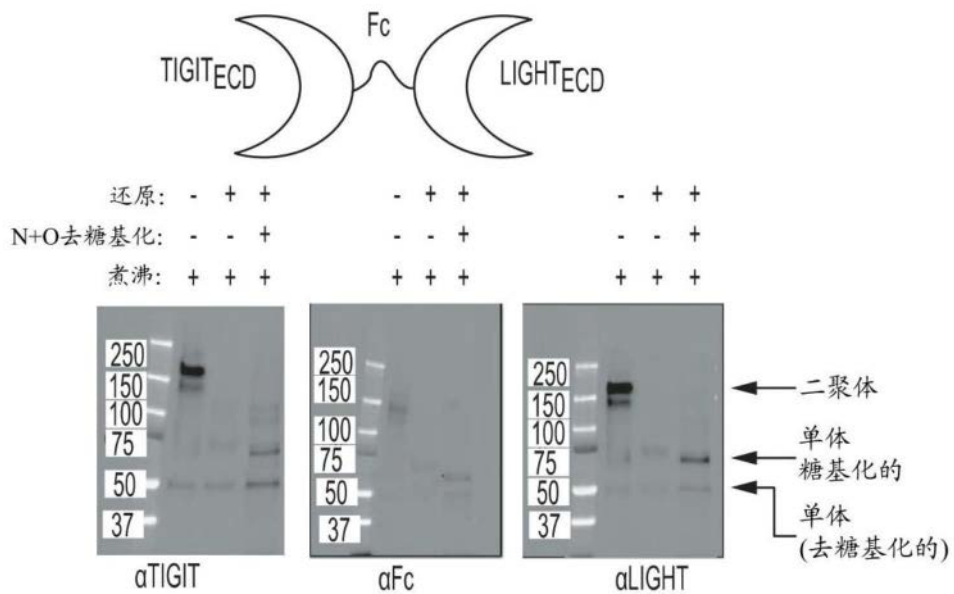 Fc
TIGITECD
LIGHTECD
还原: - + + - + + - + +
N+O去糖基化: - - + - - + - - +
煮沸: + + + + + + + + +
250 250 250
150 150 150
100 100 100
75 75 75
50 50 50
37 37 37
二聚体
单体
糖基化的
单体
(去糖基化的)
αTIGIT αFc αLIGHT